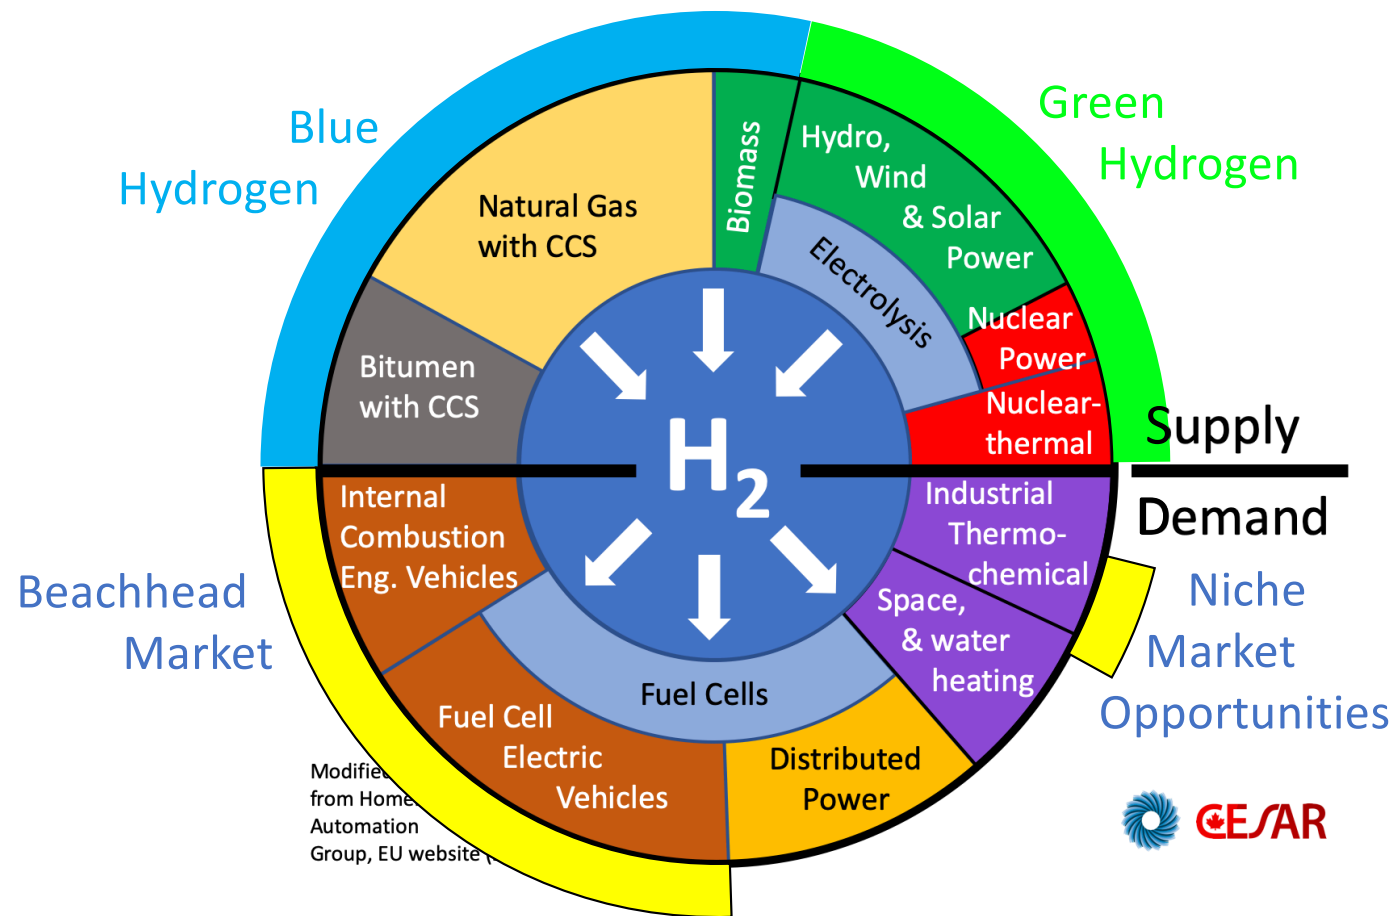 Blue
Hydrogen
Green
Hydrogen
Natural Gas
with CCS
Biomass
Hydro,
Wind
& Solar
Power
Electrolysis
Nuclear
Power
Nuclear-
thermal
Bitumen
with CCS
Supply
H2
Demand
Internal
Combustion
Eng. Vehicles
Industrial
Thermo-
chemical
Space,
& water
heating
Beachhead
Market
Niche
Market
Opportunities
Fuel Cells
Fuel Cell
Electric
Vehicles
Distributed
Power
from Home
Automation
Group, EU website (
CESAR